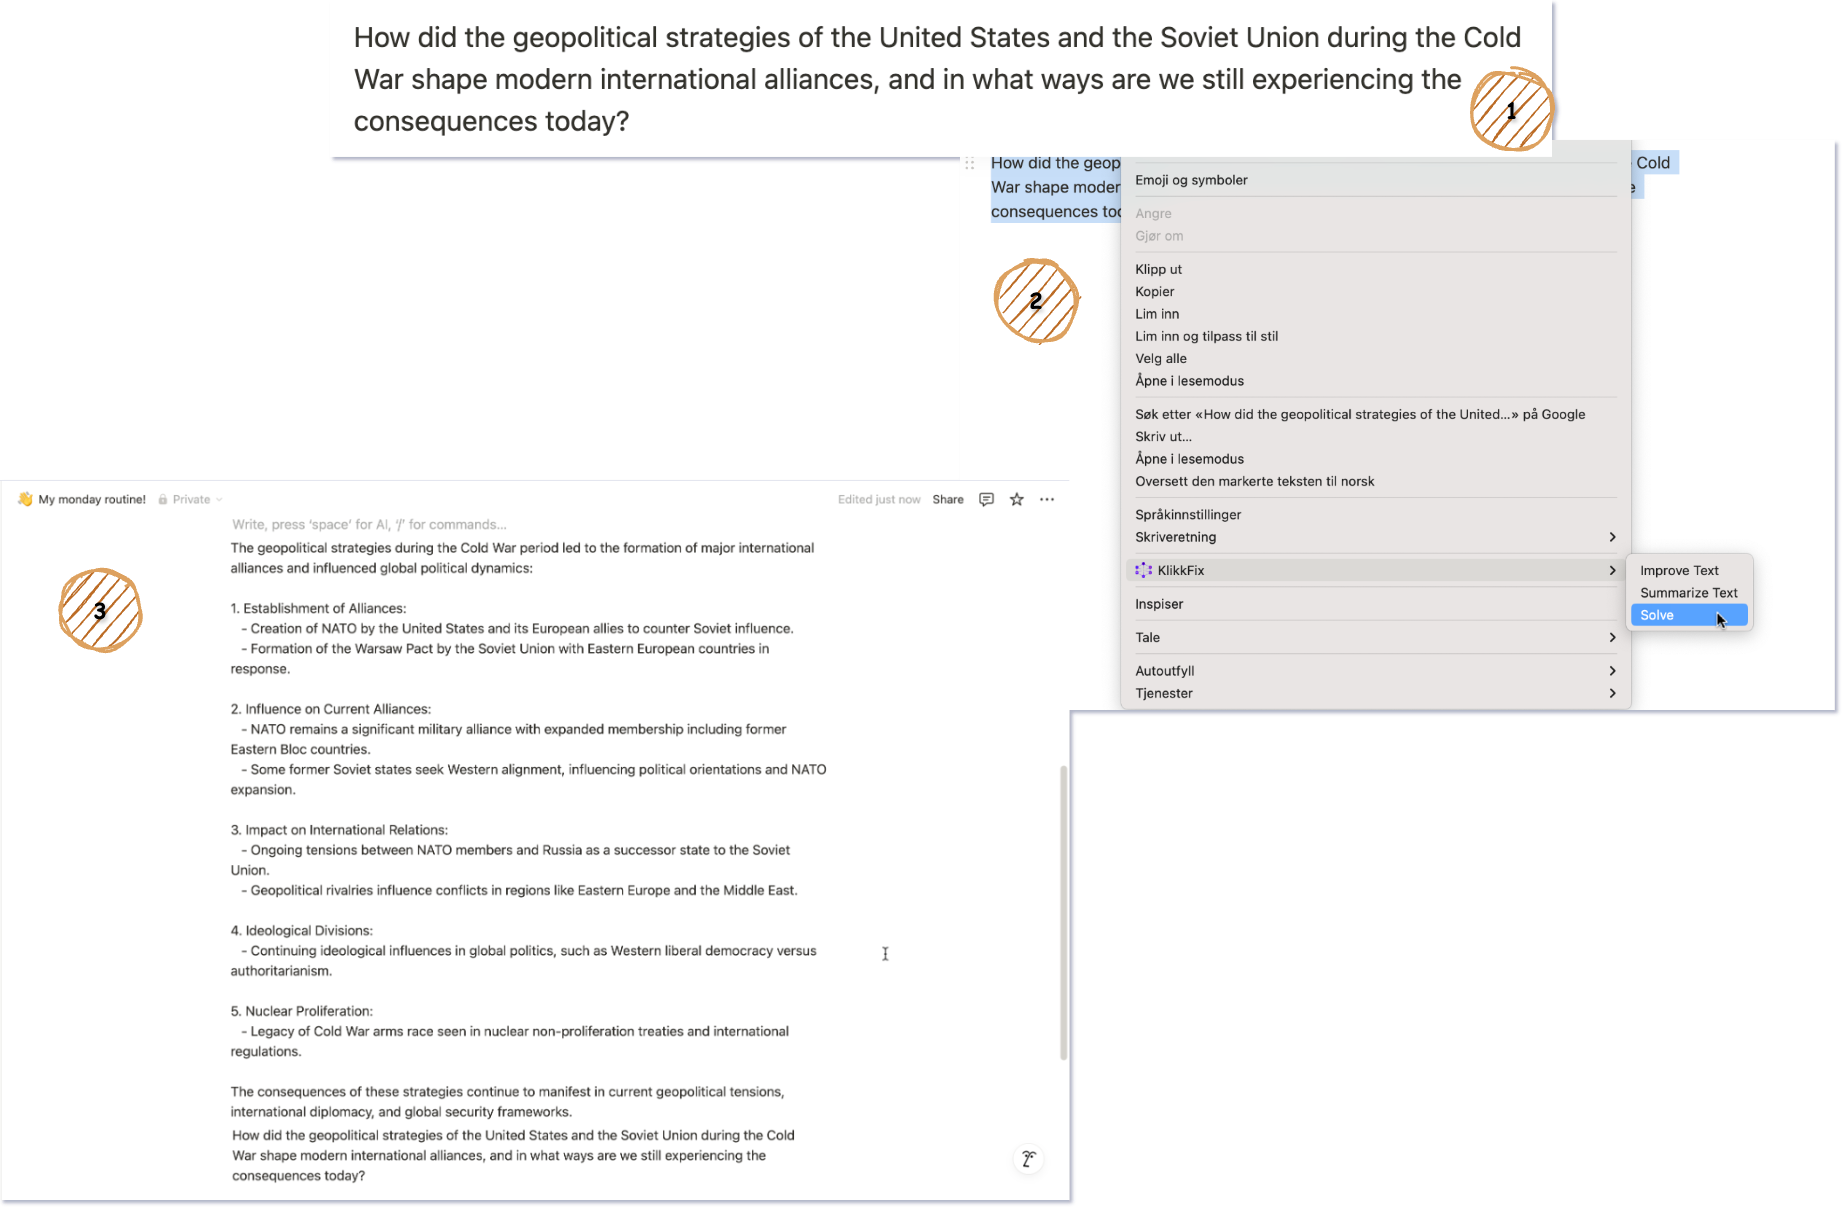 How did the geopolitical strategies of the United States and the Soviet Union during the Cold
War shape modern international alliances, and in what ways are we still experiencing the
consequences today?
1
How did the geop
Cold
War shape moder
e
consequences to
Emoji og symboler
Angre
Gjør om
Klipp ut
Kopier
Lim inn
Lim inn og tilpass til stil
Velg alle
Åpne i lesemodus
Søk etter «How did the geopolitical strategies of the United...» på Google
Skriv ut...
Åpne i lesemodus
Oversett den markerte teksten til norsk
Språkinnstillinger
Skriveretning
KlikkFix
Inspiser
Tale
Autoutfyll
Tjenester
Improve Text
Summarize Text
Solve
2
👋 My monday routine! Private
Edited just now Share
Write, press 'space' for AI, '/' for commands...
3
The geopolitical strategies during the Cold War period led to the formation of major international
alliances and influenced global political dynamics:
1. Establishment of Alliances:
- Creation of NATO by the United States and its European allies to counter Soviet influence.
- Formation of the Warsaw Pact by the Soviet Union with Eastern European countries in
response.
2. Influence on Current Alliances:
- NATO remains a significant military alliance with expanded membership including former
Eastern Bloc countries.
- Some former Soviet states seek Western alignment, influencing political orientations and NATO
expansion.
3. Impact on International Relations:
- Ongoing tensions between NATO members and Russia as a successor state to the Soviet
Union.
- Geopolitical rivalries influence conflicts in regions like Eastern Europe and the Middle East.
4. Ideological Divisions:
- Continuing ideological influences in global politics, such as Western liberal democracy versus
authoritarianism.
5. Nuclear Proliferation:
- Legacy of Cold War arms race seen in nuclear non-proliferation treaties and international
regulations.
The consequences of these strategies continue to manifest in current geopolitical tensions,
international diplomacy, and global security frameworks.
How did the geopolitical strategies of the United States and the Soviet Union during the Cold
War shape modern international alliances, and in what ways are we still experiencing the
consequences today?